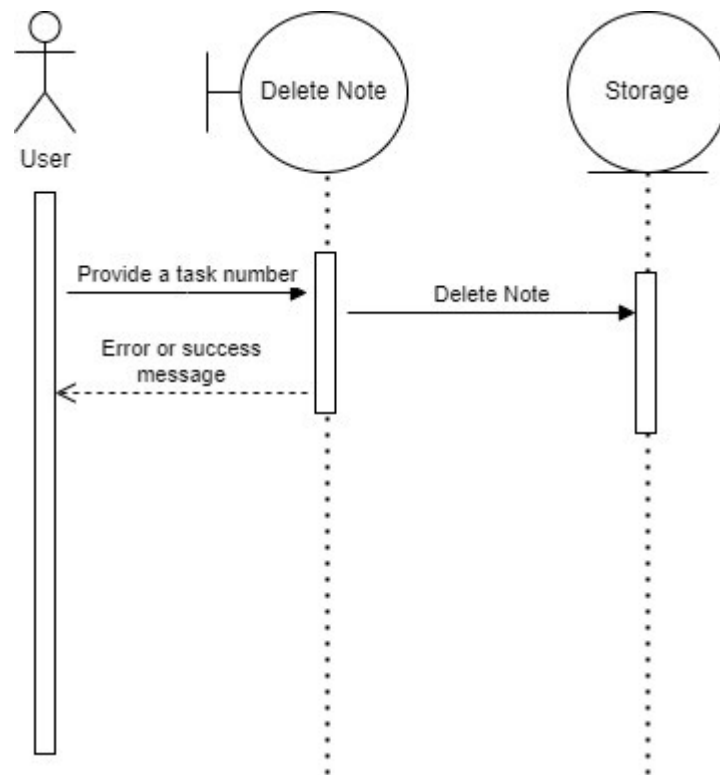 Delete Note
Storage
User
Provide a task number
Delete Note
Error or success
message